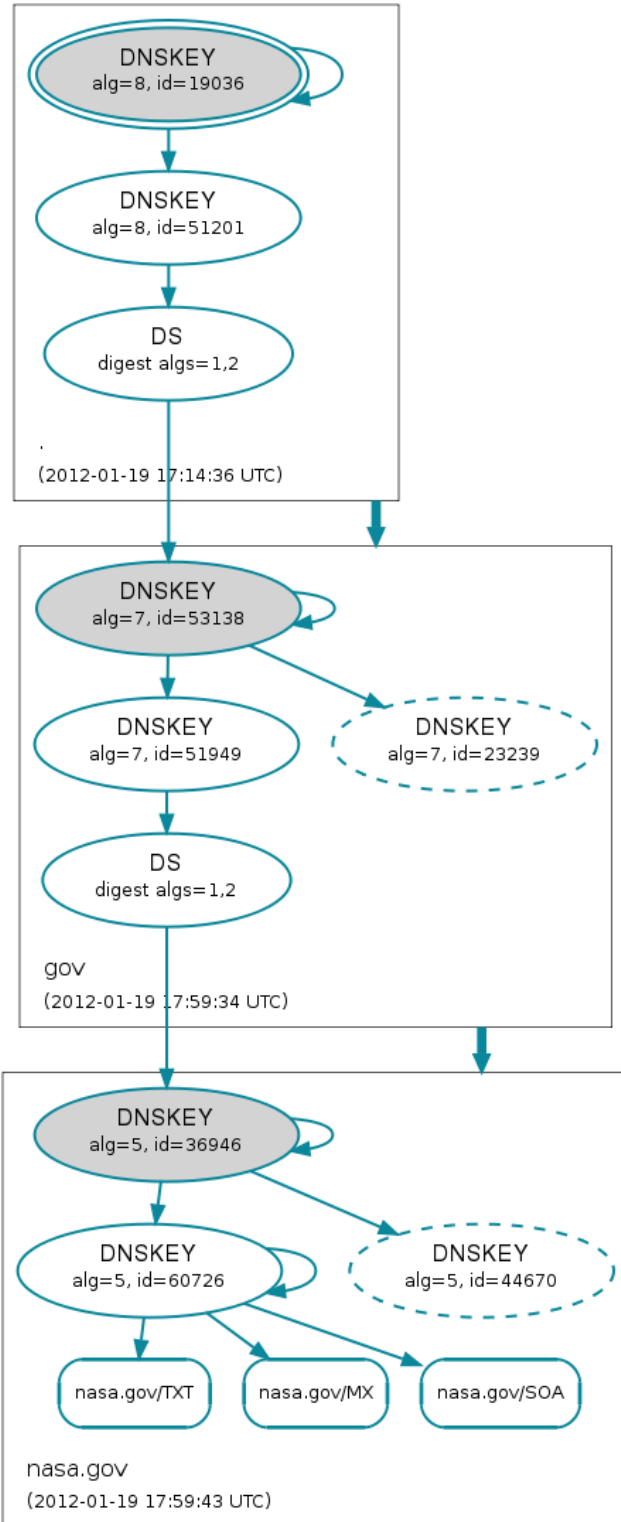 DNSKEY
alg=8, id=19036
DNSKEY
alg=8, id=51201
DS
digest algs=1,2
.
(2012-01-19 17:14:36 UTC)
DNSKEY
alg=7, id=53138
DNSKEY
alg=7, id=51949
DNSKEY
alg=7, id=23239
DS
digest algs=1,2
gov
(2012-01-19 17:59:34 UTC)
DNSKEY
alg=5, id=36946
DNSKEY
alg=5, id=60726
DNSKEY
alg=5, id=44670
nasa.gov/TXT
nasa.gov/MX
nasa.gov/SOA
nasa.gov
(2012-01-19 17:59:43 UTC)